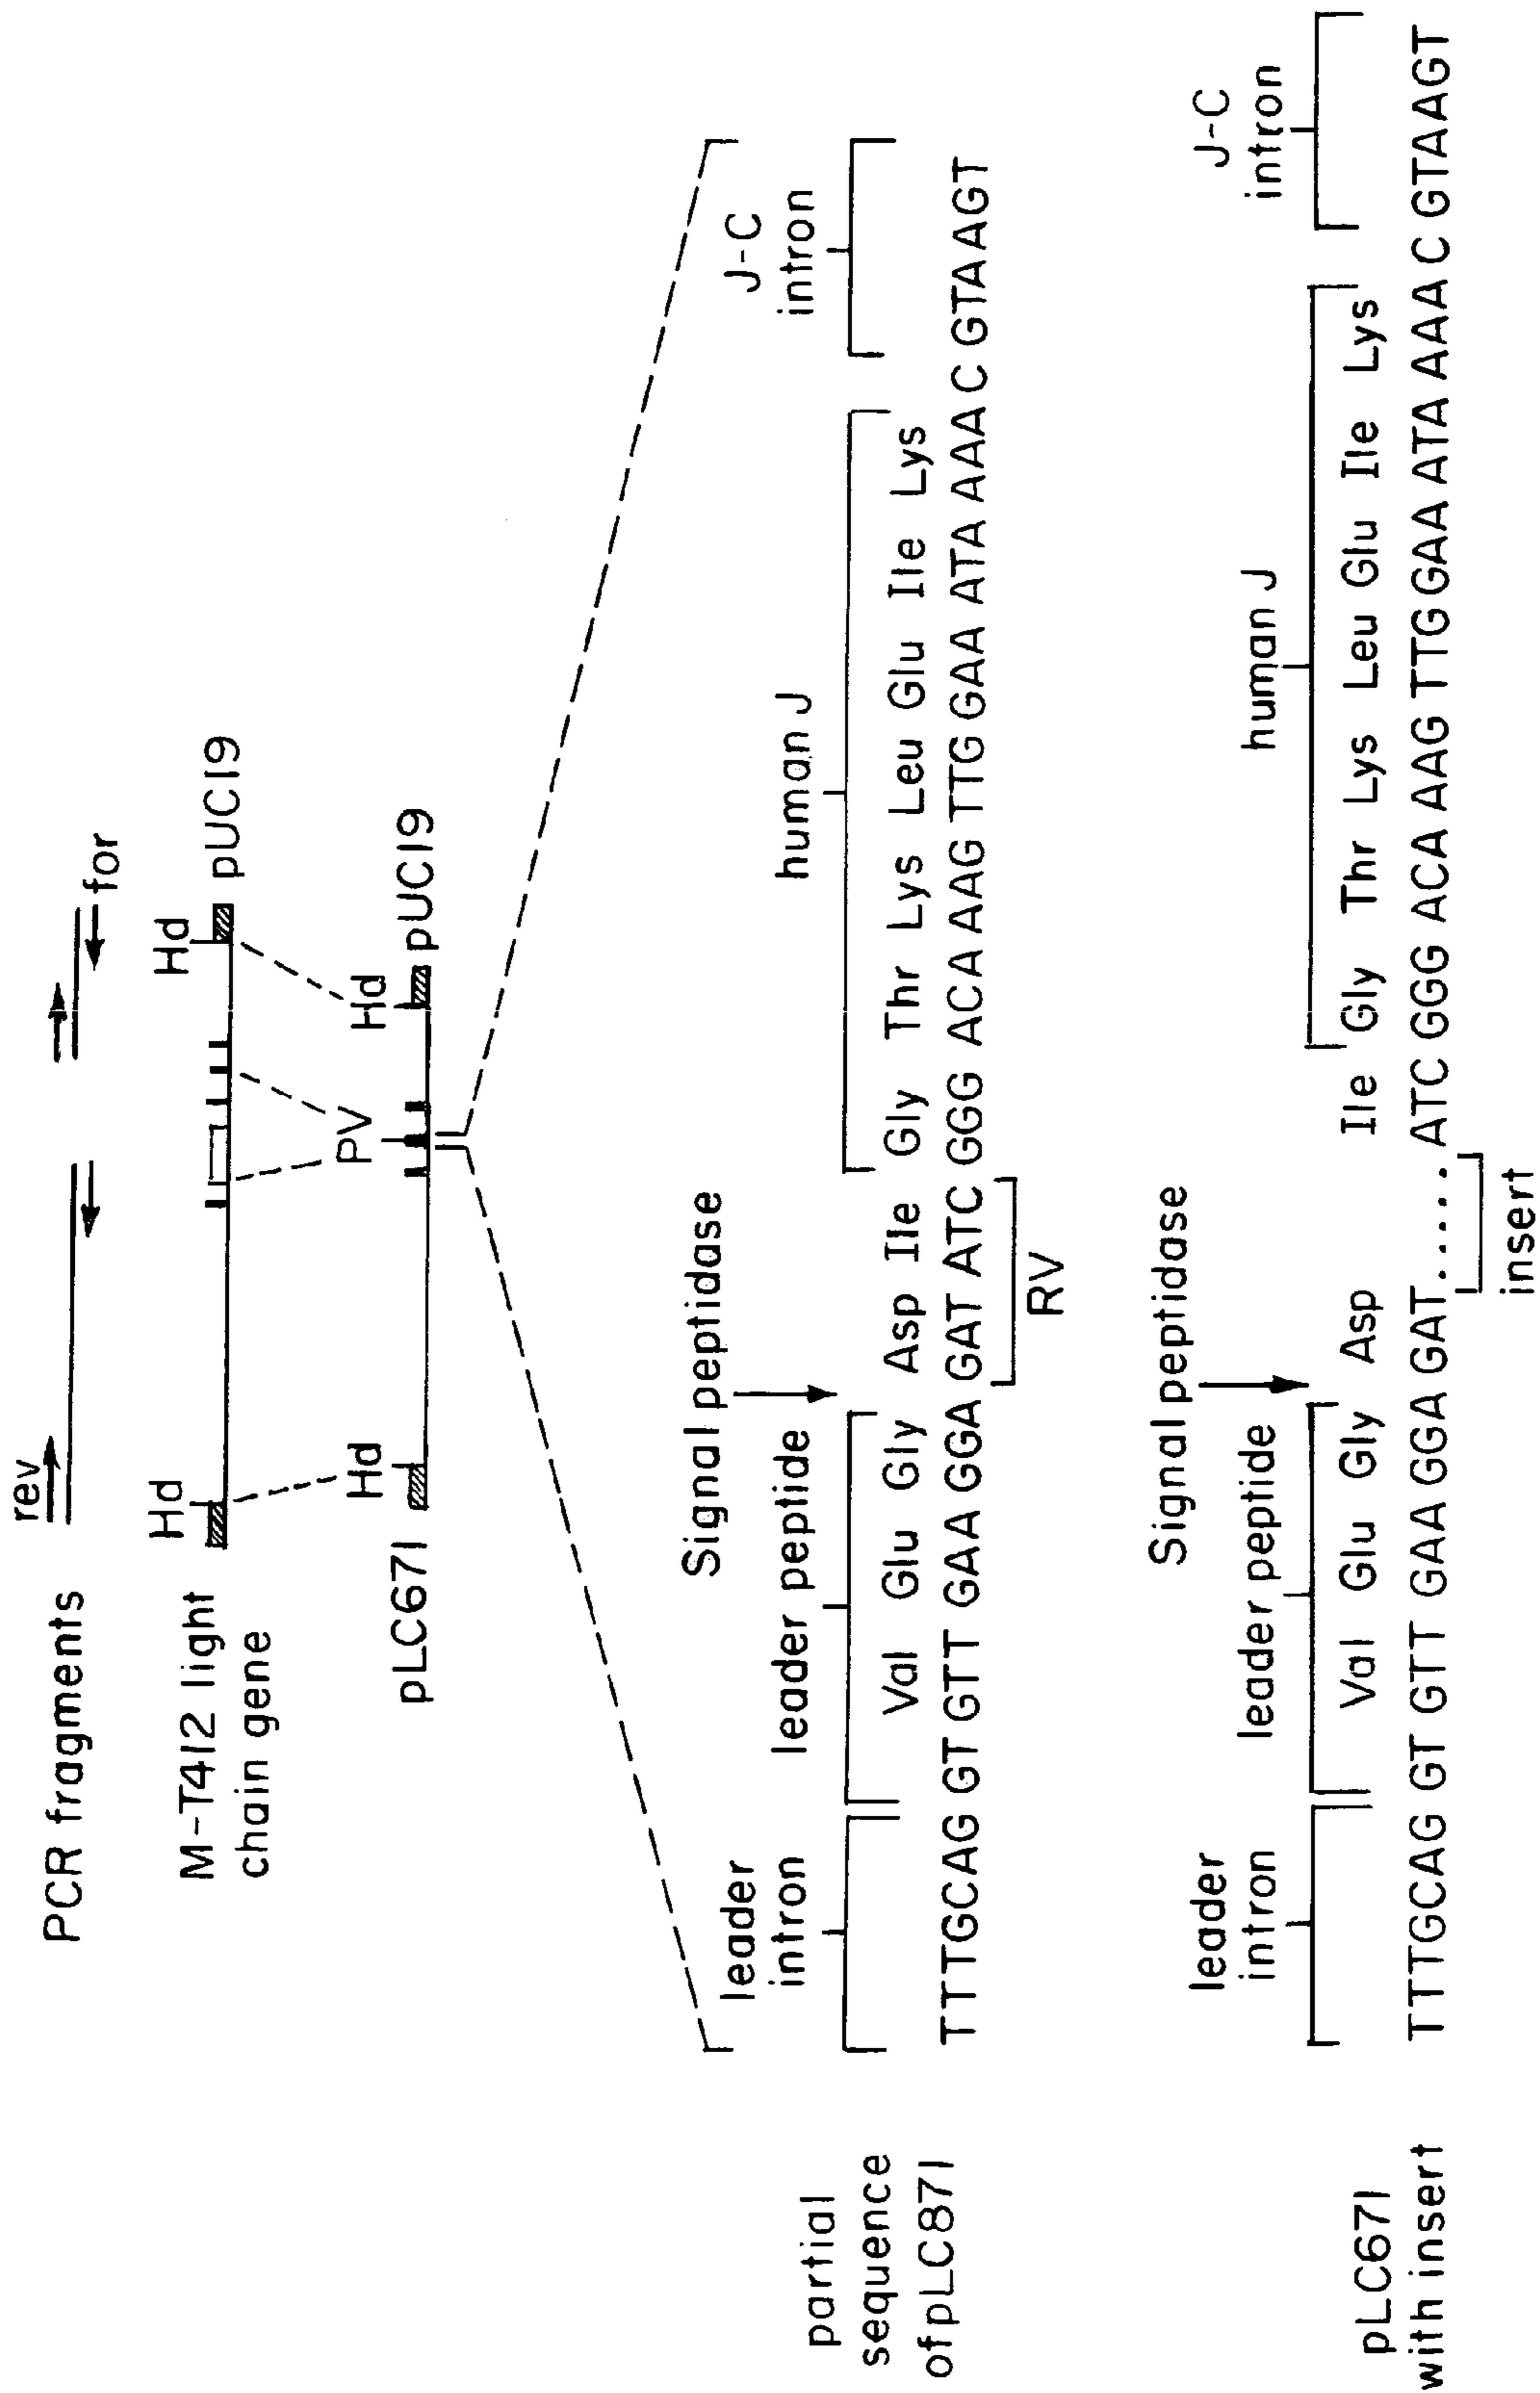 PCR fragments
rev
for
M-T412 light
chain gene
Hd
Hd
pUC19
pLC671
Hd
PV
Hd
pUC19
Signal peptidase
leader
intron
leader peptide
human J
J-C
intron
partial
sequence
of pLC871
Val Glu Gly Asp Ile Gly Thr Lys Leu Glu Ile Lys
TTTGCAG GT GTT GAA GGA GAT ATC GGG ACA AAG TTG GAA ATA AAA C GTAAGT
RV
Signal peptidase
leader
intron
leader peptide
human J
J-C
intron
pLC671
with insert
Val Glu Gly Asp Ile Gly Thr Lys Leu Glu Ile Lys
TTTGCAG GT GTT GAA GGA GAT..... ATC GGG ACA AAG TTG GAA ATA AAA C GTAAGT
insert